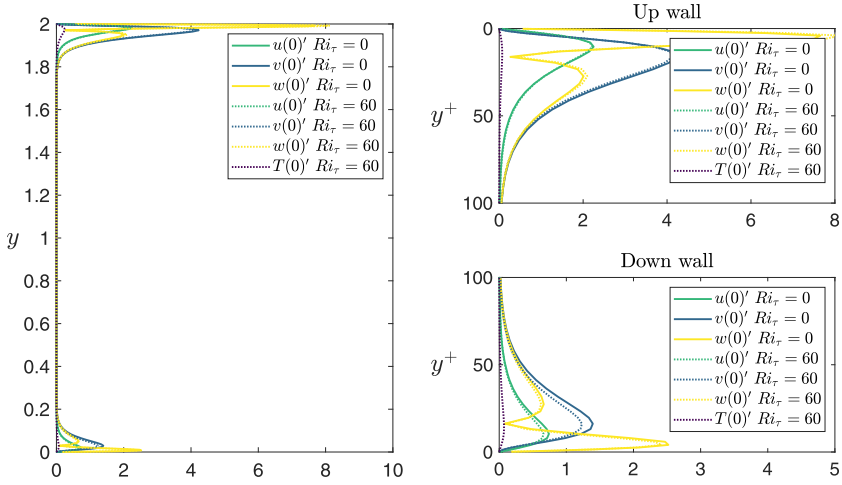 2
1.8
1.6
1.4
1.2
1
0.8
0.6
0.4
0.2
0
y
0 2 4 6 8 10
u(0)′ Ri_τ = 0
v(0)′ Ri_τ = 0
w(0)′ Ri_τ = 0
u(0)′ Ri_τ = 60
v(0)′ Ri_τ = 60
w(0)′ Ri_τ = 60
T(0)′ Ri_τ = 60
Up wall
0
50
100
y⁺
0 2 4 6 8
u(0)′ Ri_τ = 0
v(0)′ Ri_τ = 0
w(0)′ Ri_τ = 0
u(0)′ Ri_τ = 60
v(0)′ Ri_τ = 60
w(0)′ Ri_τ = 60
T(0)′ Ri_τ = 60
Down wall
100
50
0
y⁺
0 1 2 3 4 5
u(0)′ Ri_τ = 0
v(0)′ Ri_τ = 0
w(0)′ Ri_τ = 0
u(0)′ Ri_τ = 60
v(0)′ Ri_τ = 60
w(0)′ Ri_τ = 60
T(0)′ Ri_τ = 60